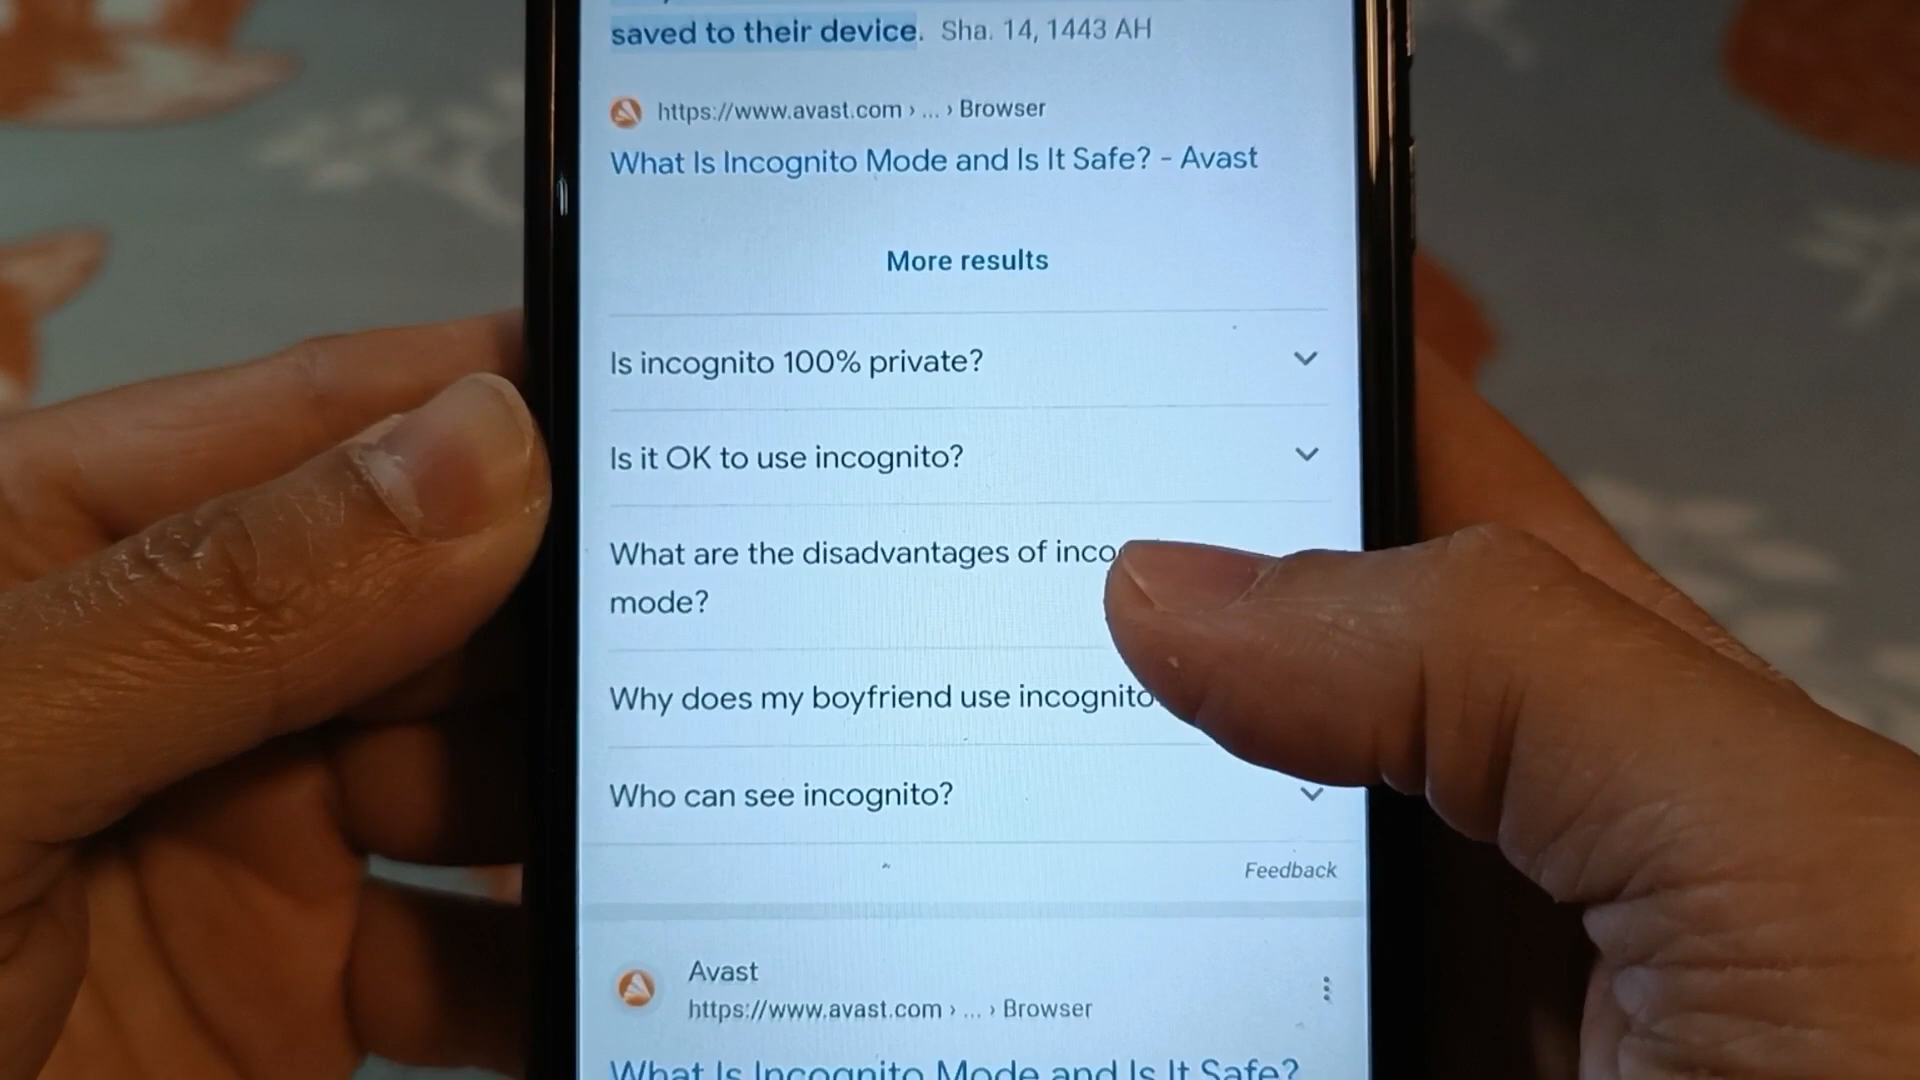 saved to their device. Sha. 14, 1443 AH
https://www.avast.com › ... › Browser
What Is Incognito Mode and Is It Safe? - Avast
More results
Is incognito 100% private?
Is it OK to use incognito?
What are the disadvantages of
mode?
Why does my boyfriend use incognito
Who can see incognito?
Feedback
Avast
https://www.avast.com › ... › Browser
What Is Incognito Mode and Is It Safe?